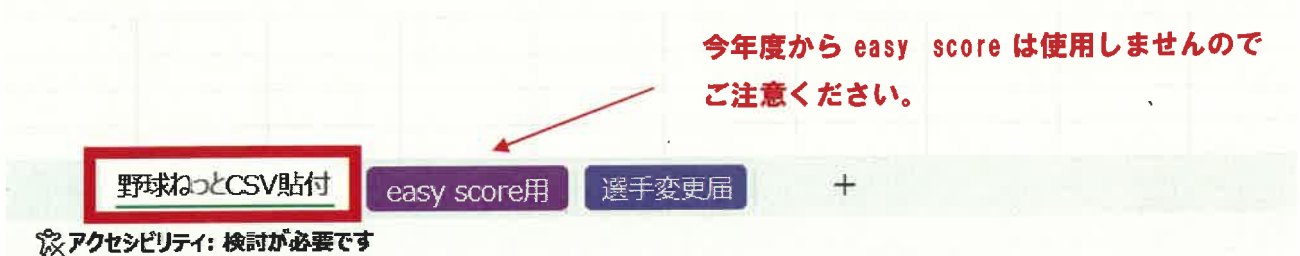 今年度から easy score は使用しませんので
ご注意ください。
野球ねっとCSV貼付 easy score用 選手変更届 +
アクセシビリティ: 検討が必要です